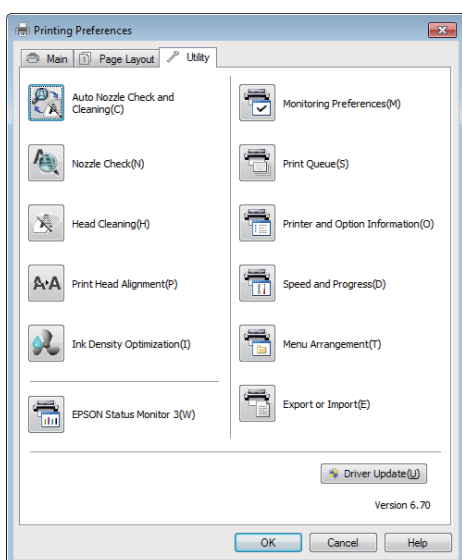 Printing Preferences
Main
Page Layout
Utility
Auto Nozzle Check and
Cleaning(C)
Nozzle Check(N)
Head Cleaning(H)
Print Head Alignment(P)
Ink Density Optimization(I)
EPSON Status Monitor 3(W)
Monitoring Preferences(M)
Print Queue(S)
Printer and Option Information(O)
Speed and Progress(D)
Menu Arrangement(T)
Export or Import(E)
Driver Update(U)
Version 6.70
OK
Cancel
Help